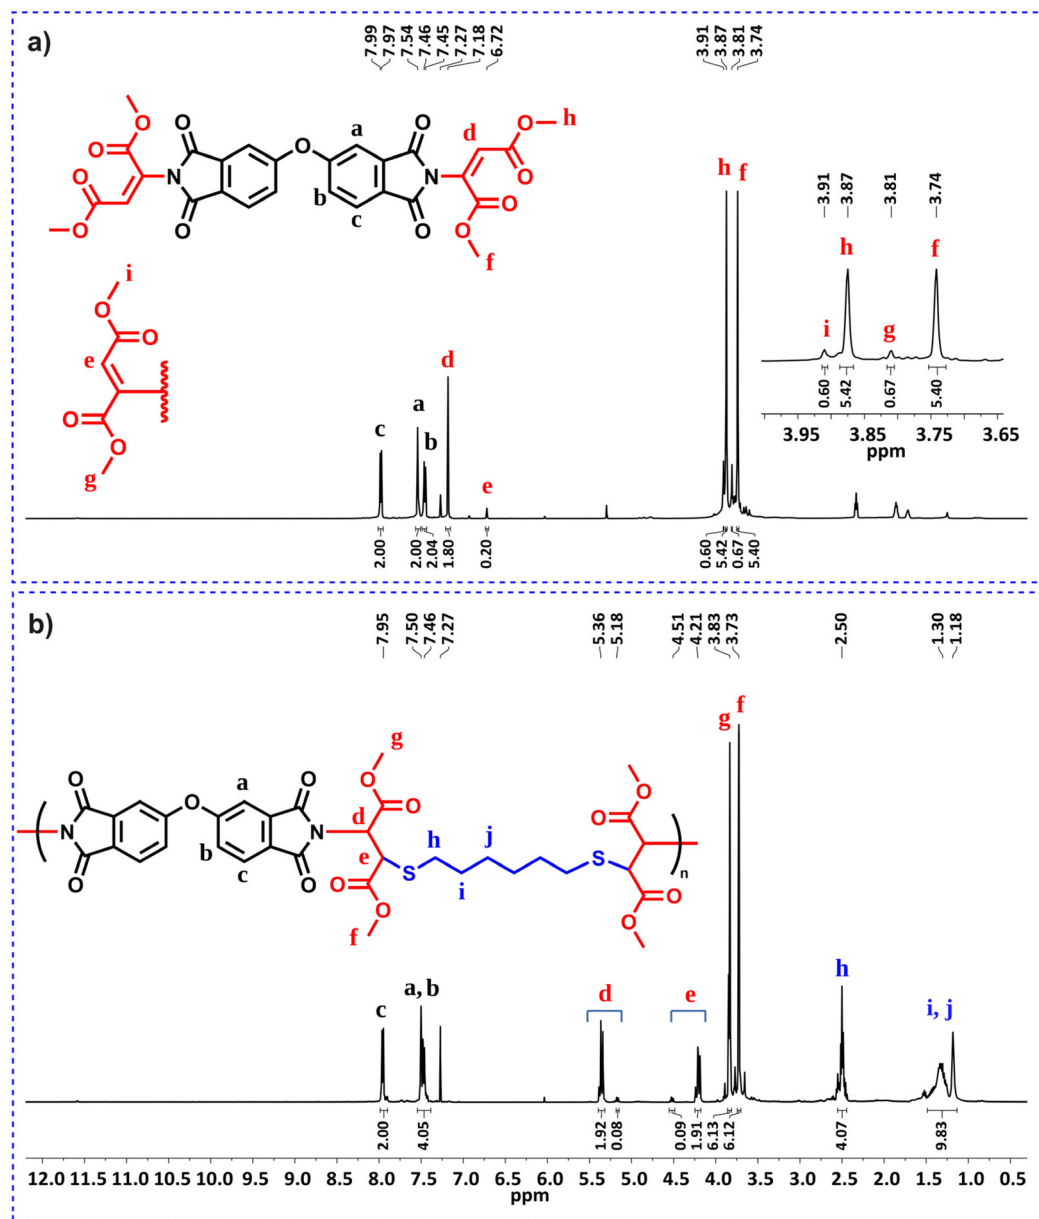 a)
7.99 7.97 7.54 7.46 7.45 7.27 7.18 6.72 3.91 3.87 3.81 3.74
O O O O O O h
O a d O
O N N O
O O
O O O b O O O
O c O
f
i
O
O
e
O
O
g
h f
3.91 3.87 3.81 3.74
h f
i g
0.60 5.42 0.67 5.40
3.95 3.85 3.75 3.65
ppm
d
a
c b
e
2.00 2.00 2.04 1.80 0.20 0.60 5.42 0.67 5.40
b)
7.95 7.50 7.46 7.27 5.36 5.18 4.51 4.21 3.83 3.73 2.50 1.30 1.18
g f
g
O O O O O O
a O O
N N d h j S n
b e S i
O O c O O O O
O O
f
h
a, b d e i, j
c
2.00 4.05 1.92 0.08 0.09 1.91 6.13 6.12 4.07 9.83
12.0 11.5 11.0 10.5 10.0 9.5 9.0 8.5 8.0 7.5 7.0 6.5 6.0 5.5 5.0 4.5 4.0 3.5 3.0 2.5 2.0 1.5 1.0 0.5
ppm